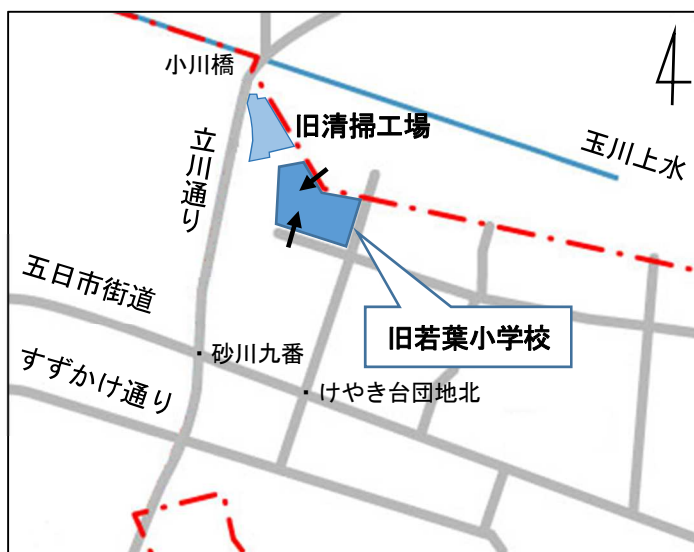 小川橋
旧清掃工場
玉川上水
立川通り
五日市街道
旧若葉小学校
砂川九番
すずかけ通り
けやき台団地北
4